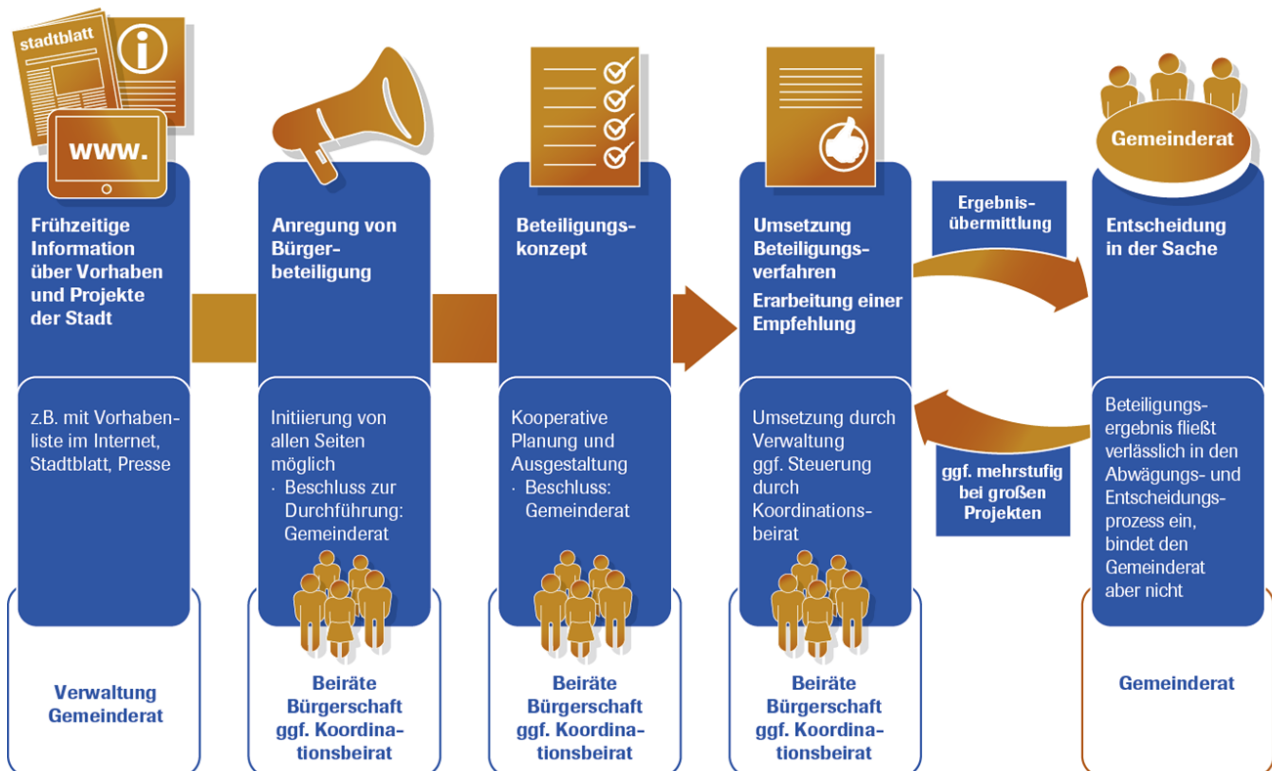 stadtblatt
i
www.
Frühzeitige
Information
über Vorhaben
und Projekte
der Stadt
z.B. mit Vorhaben-
liste im Internet,
Stadtblatt, Presse
Verwaltung
Gemeinderat
Anregung von
Bürger-
beteiligung
Initiierung von
allen Seiten
möglich
· Beschluss zur
Durchführung:
Gemeinderat
Beiräte
Bürgerschaft
ggf. Koordina-
tionsbeirat
Beteiligungs-
konzept
Kooperative
Planung und
Ausgestaltung
· Beschluss:
Gemeinderat
Beiräte
Bürgerschaft
ggf. Koordina-
tionsbeirat
Umsetzung
Beteiligungs-
verfahren
Erarbeitung einer
Empfehlung
Umsetzung durch
Verwaltung
ggf. Steuerung
durch
Koordinations-
beirat
Beiräte
Bürgerschaft
ggf. Koordina-
tionsbeirat
Ergebnis-
übermittlung
ggf. mehrstufig
bei großen
Projekten
Gemeinderat
Entscheidung
in der Sache
Beteiligungs-
ergebnis fließt
verlässlich in den
Abwägungs- und
Entscheidungs-
prozess ein,
bindet den
Gemeinderat
aber nicht
Gemeinderat